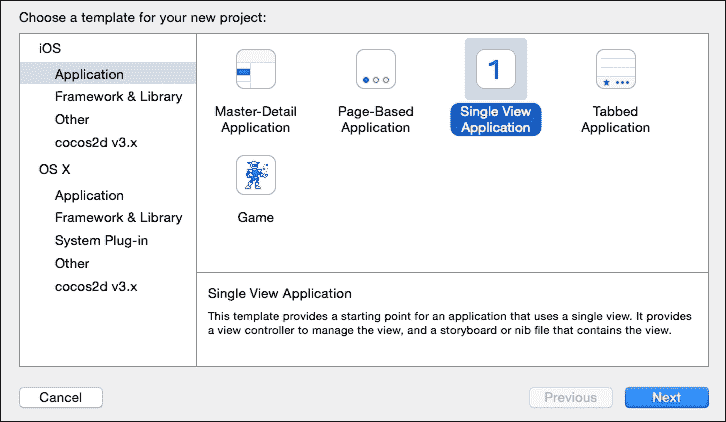 Choose a template for your new project:
iOS
Application
Framework & Library
Other
cocos2d v3.x
OS X
Application
Framework & Library
System Plug-in
Other
cocos2d v3.x
Master-Detail
Application
Page-Based
Application
1
Single View
Application
Tabbed
Application
Game
Single View Application
This template provides a starting point for an application that uses a single view. It provides
a view controller to manage the view, and a storyboard or nib file that contains the view.
Cancel
Previous
Next